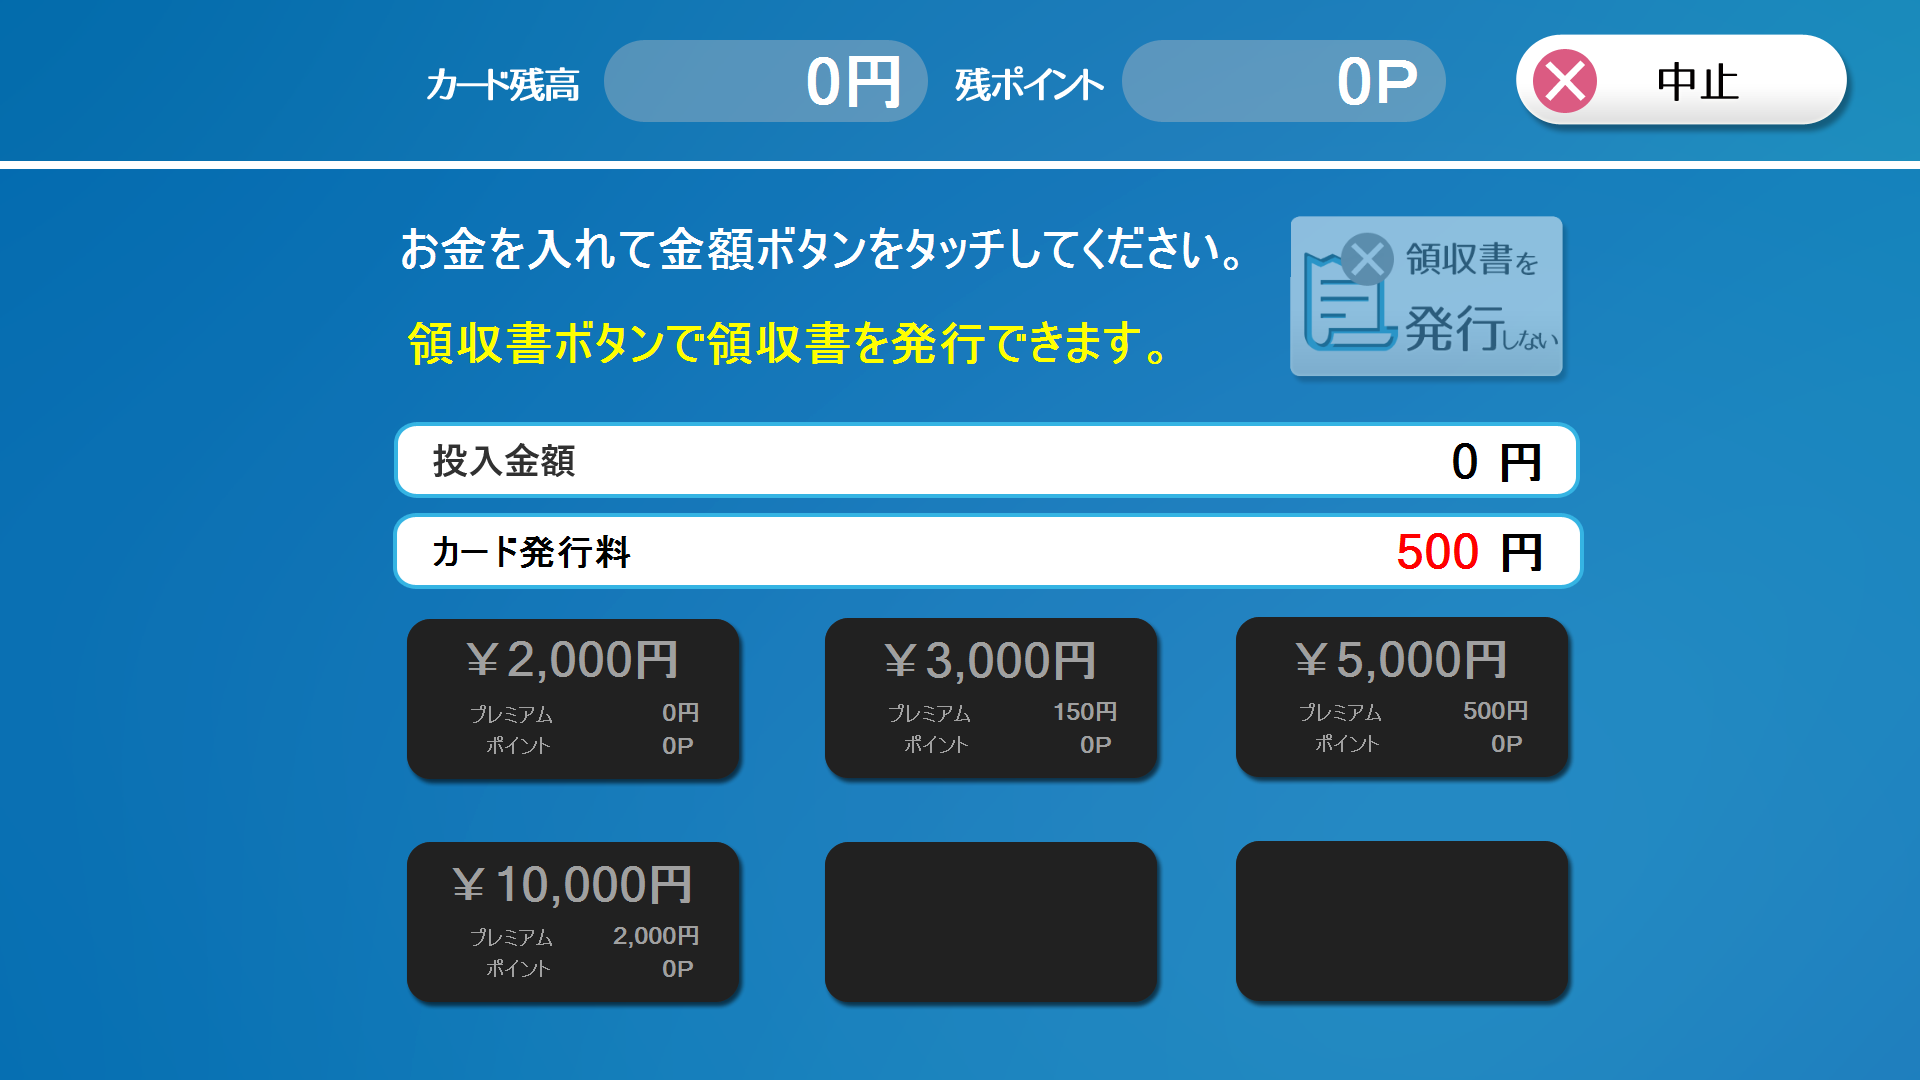 カード残高 0円 残ポイント 0P 中止
お金を入れて金額ボタンをタッチしてください。
領収書ボタンで領収書を発行できます。
領収書を
発行しない
投入金額 0 円
カード発行料 500 円
￥2,000円
プレミアム 0円
ポイント 0P
￥3,000円
プレミアム 150円
ポイント 0P
￥5,000円
プレミアム 500円
ポイント 0P
￥10,000円
プレミアム 2,000円
ポイント 0P